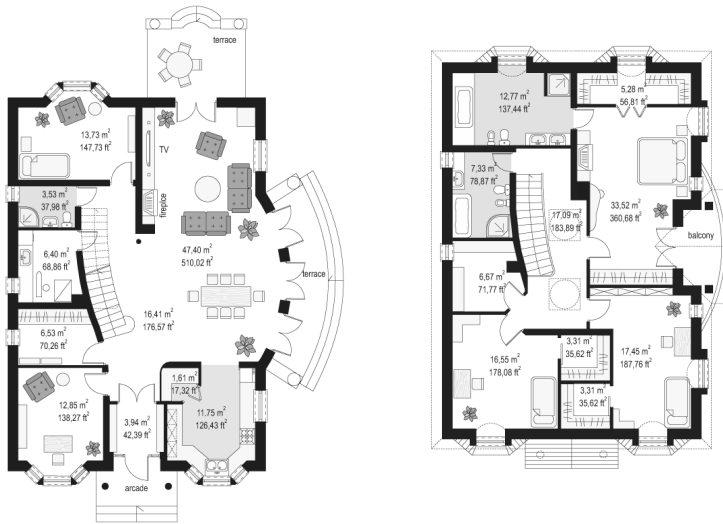 terrace
13,73 m²
147,73 ft²
TV
3,53 m²
37,98 ft²
fireplce
6,40 m²
68,86 ft²
47,40 m²
510,02 ft²
terrace
16,41 m²
176,57 ft²
6,53 m²
70,26 ft²
1,61 m²
17,32 ft²
12,85 m²
138,27 ft²
3,94 m²
42,39 ft²
11,75 m²
126,43 ft²
arcade
12,77 m²
137,44 ft²
5,28 m²
56,81 ft²
7,33 m²
78,87 ft²
33,52 m²
360,68 ft²
17,09 m²
183,89 ft²
balcony
6,67 m²
71,77 ft²
16,55 m²
178,08 ft²
3,31 m²
35,62 ft²
17,45 m²
187,76 ft²
3,31 m²
35,62 ft²